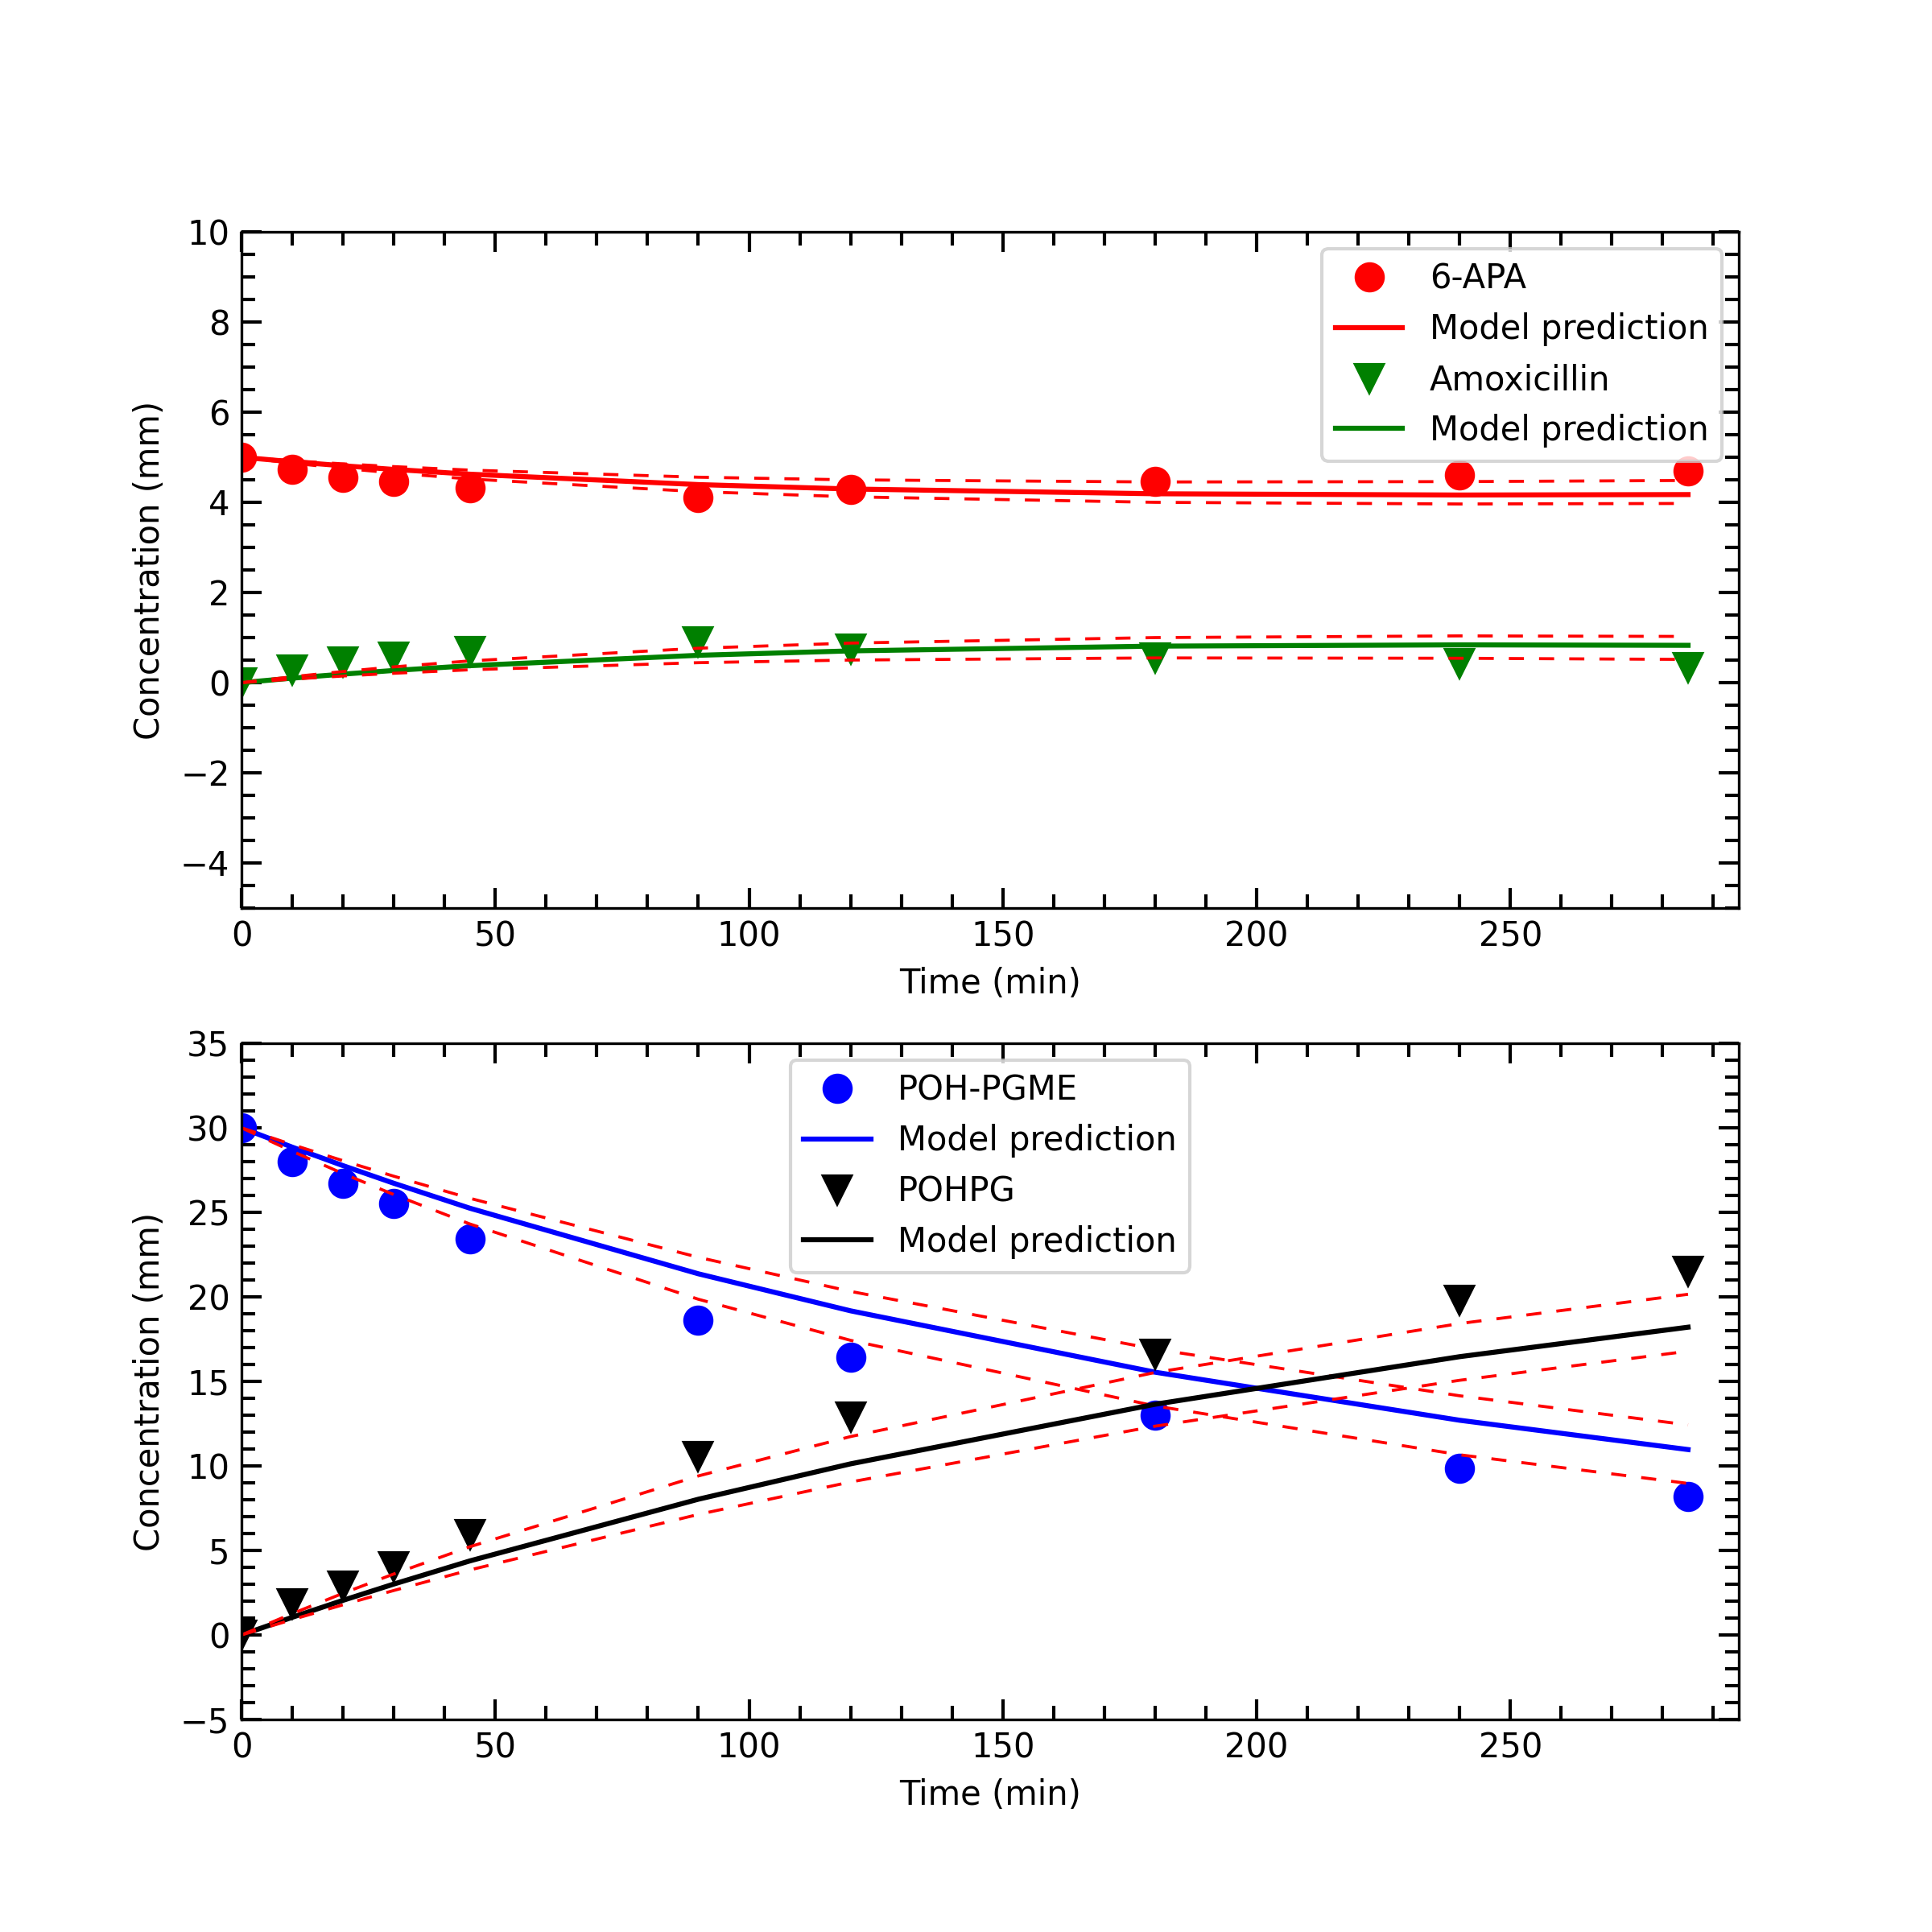 10
8
6
4
2
0
−2
−4
Concentration (mm)
6-APA
Model prediction
Amoxicillin
Model prediction
0 50 100 150 200 250
Time (min)
35
30
25
20
15
10
5
0
−5
Concentration (mm)
POH-PGME
Model prediction
POHPG
Model prediction
0 50 100 150 200 250
Time (min)